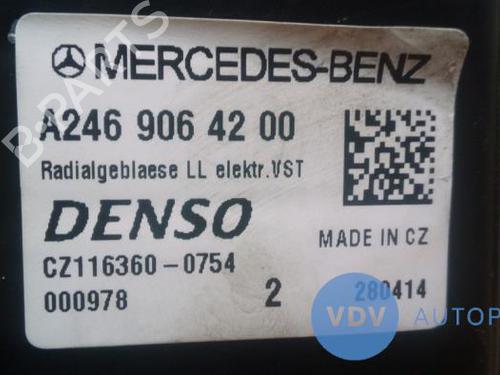 MERCEDES-BENZ
A246 906 42 00
Radialgeblaese LL elektr.VST
DENSO
MADE IN CZ
CZ116360-0754
000978
2
280414
VDV
AUTOP
B-PARTS